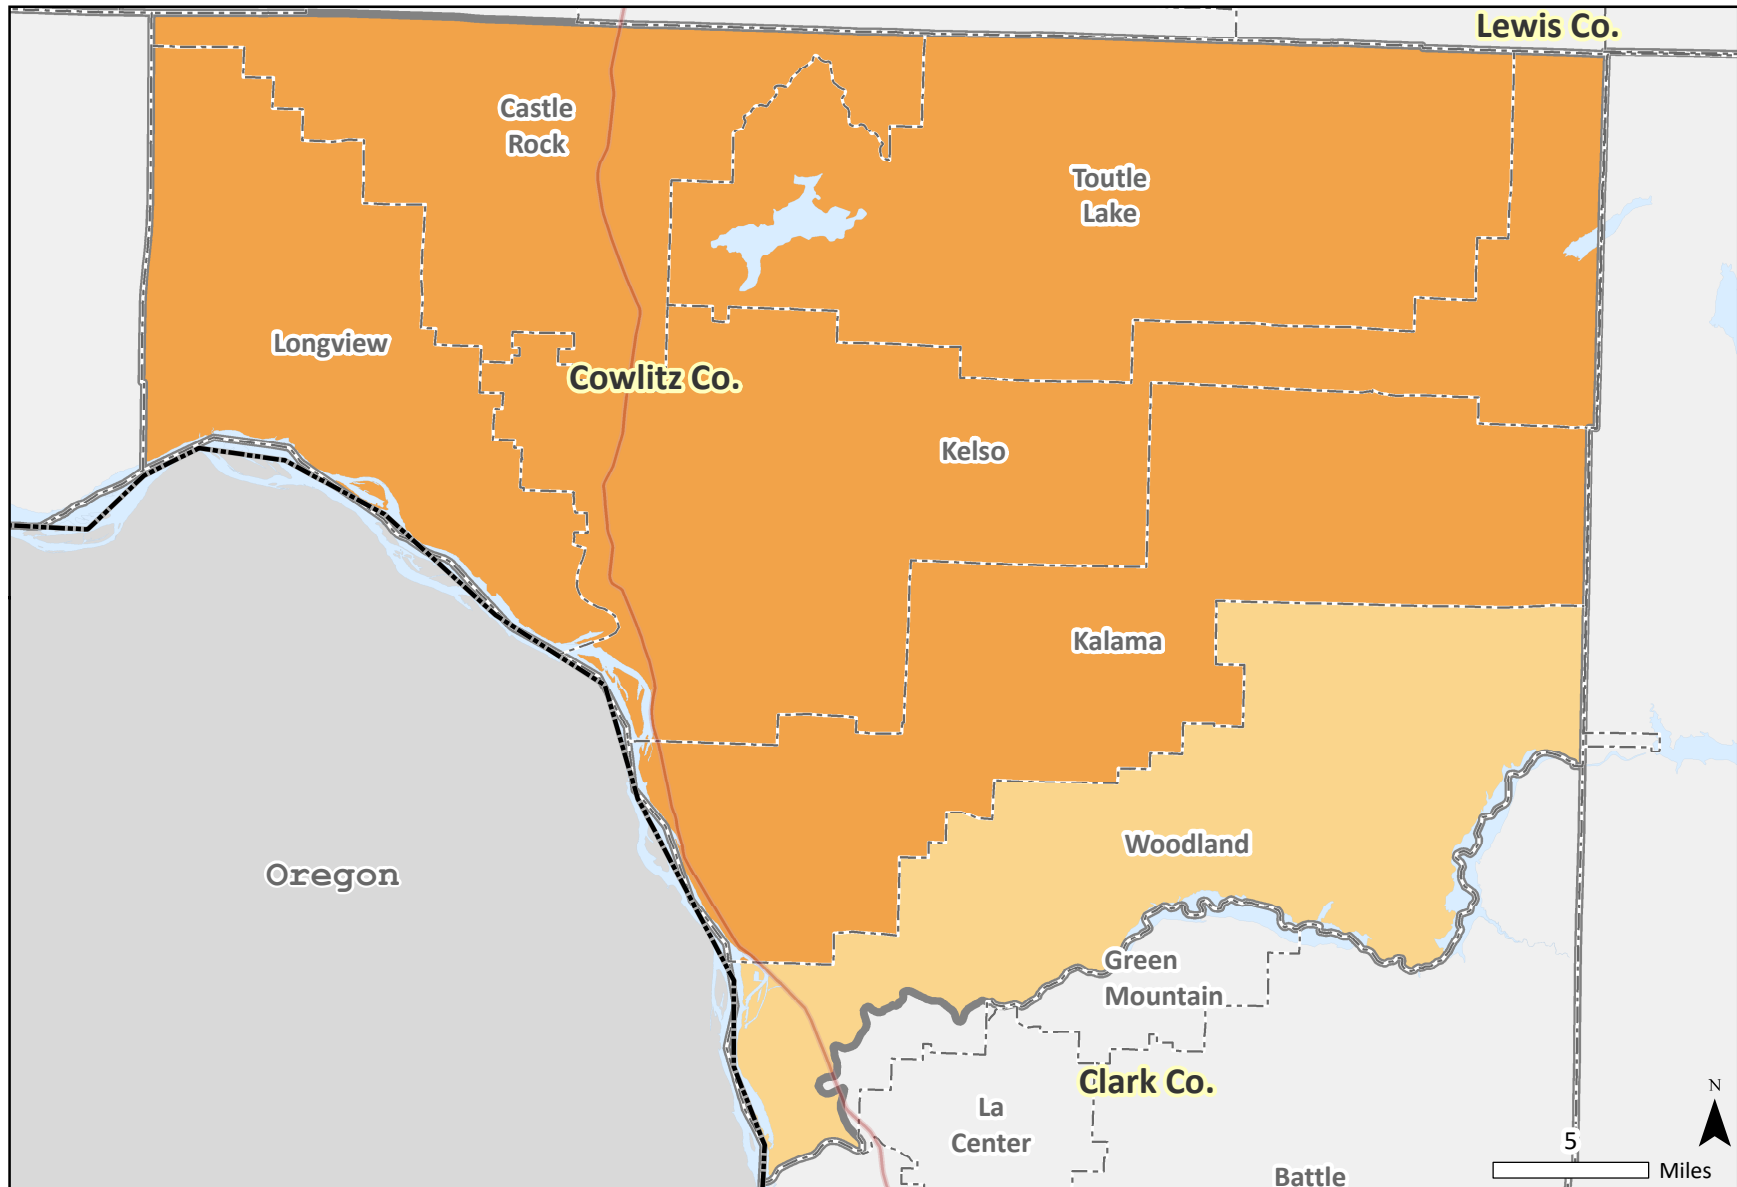 Lewis Co.
Castle
Rock
Toutle
Lake
Longview
Cowlitz Co.
Kelso
Kalama
Woodland
Oregon
Green
Mountain
Clark Co.
La
Center
Battle
N
5
Miles